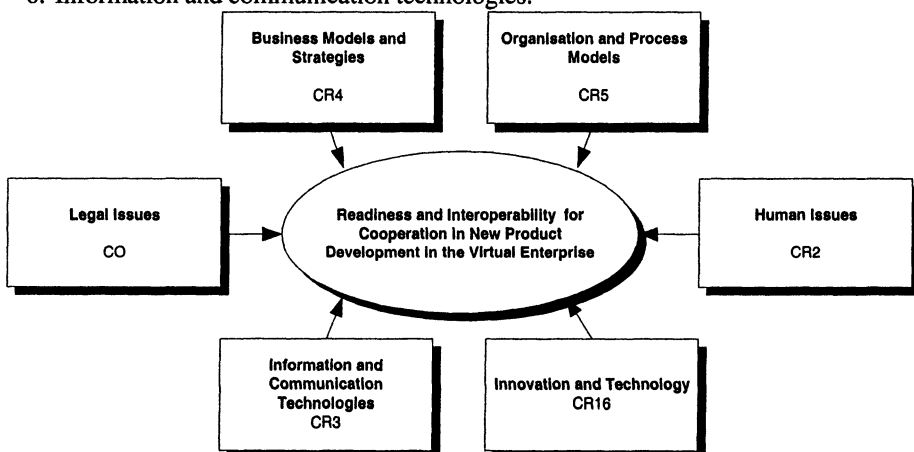 6. Information and communication technologies.
Business Models and
Strategies
CR4
Organisation and Process
Models
CR5
Legal Issues
CO
Readiness and Interoperability for
Cooperation in New Product
Development in the Virtual Enterprise
Human Issues
CR2
Information and
Communication
Technologies
CR3
Innovation and Technology
CR16